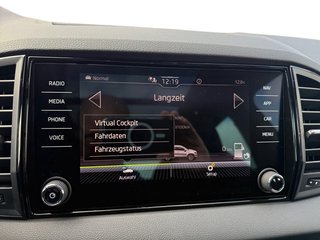 Normal 12:19
RADIO
MEDIA
PHONE
VOICE
Langzeit
Virtual Cockpit
Fahrdaten
Fahrzeugstatus
Auswahl
Setup
NAV
APP
CAR
MENU